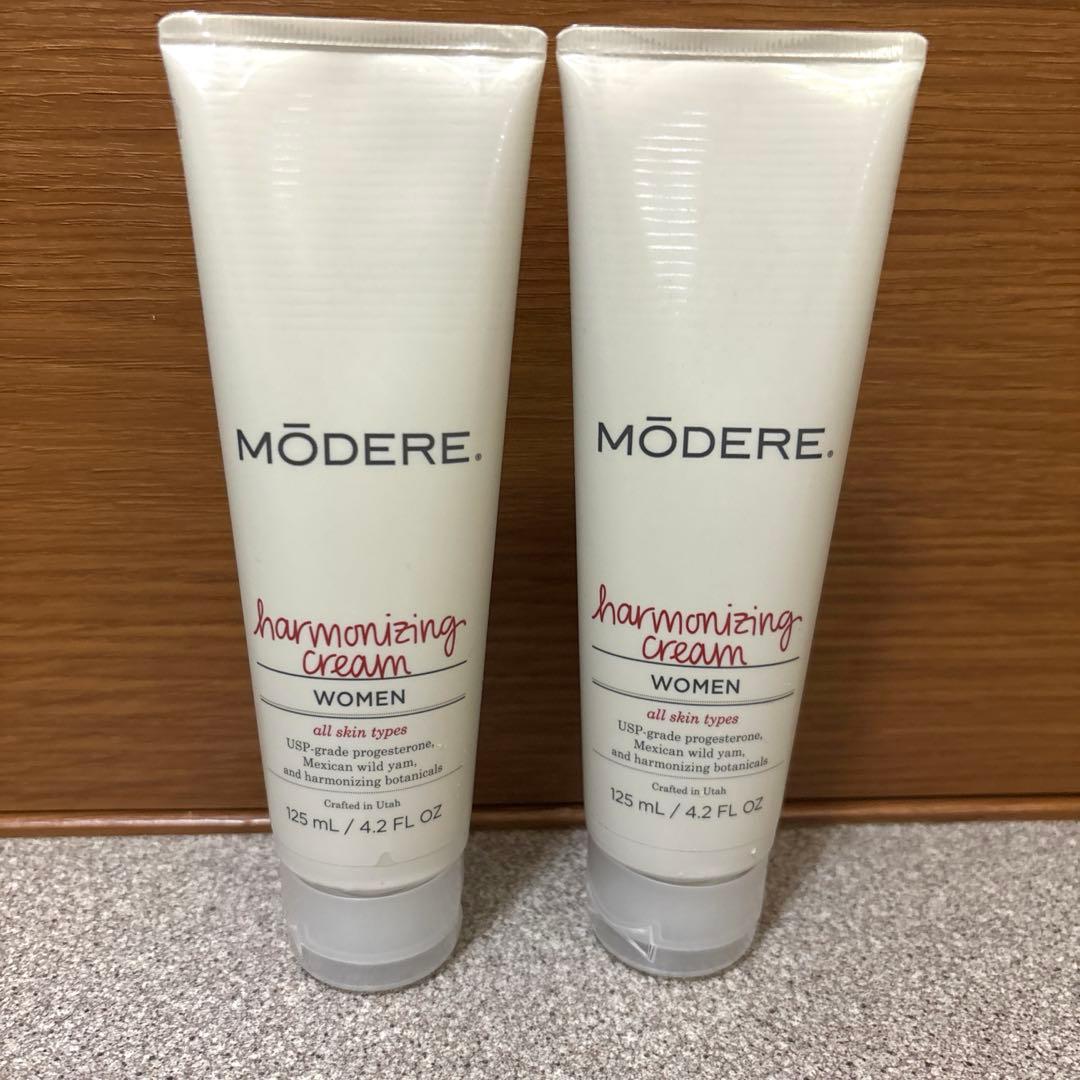 MŌDERE®
harmonizing
cream
WOMEN
all skin types
USP-grade progesterone,
Mexican wild yam,
and harmonizing botanicals
Crafted in Utah
125 mL / 4.2 FL OZ
MŌDERE®
harmonizing
cream
WOMEN
all skin types
USP-grade progesterone,
Mexican wild yam,
and harmonizing botanicals
Crafted in Utah
125 mL / 4.2 FL OZ